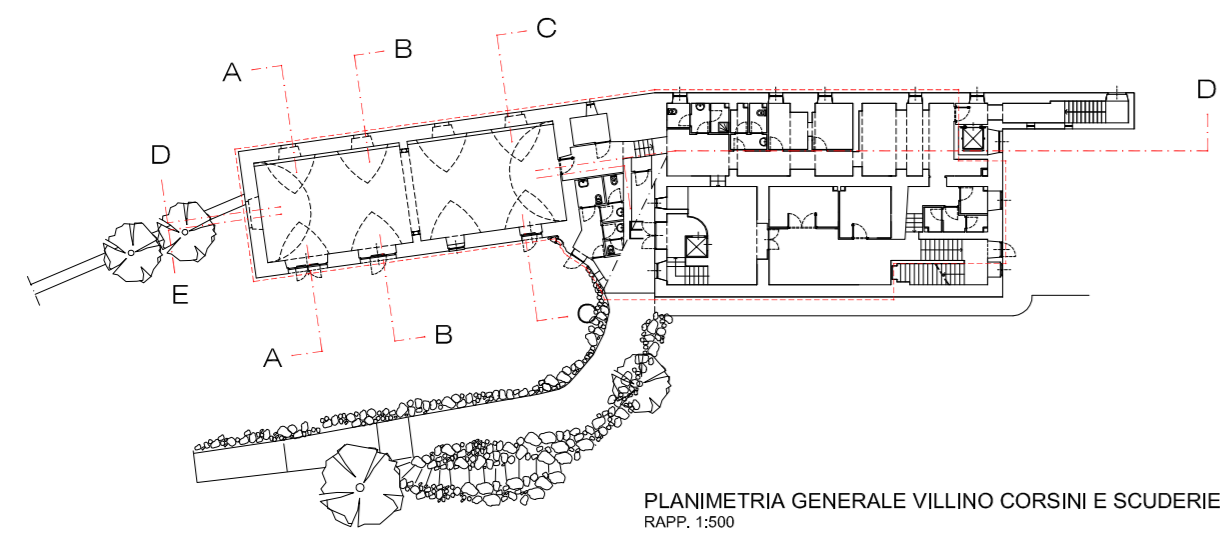 C
B
A
D
D
E
C
B
A
PLANIMETRIA GENERALE VILLINO CORSINI E SCUDERIE
RAPP. 1:500